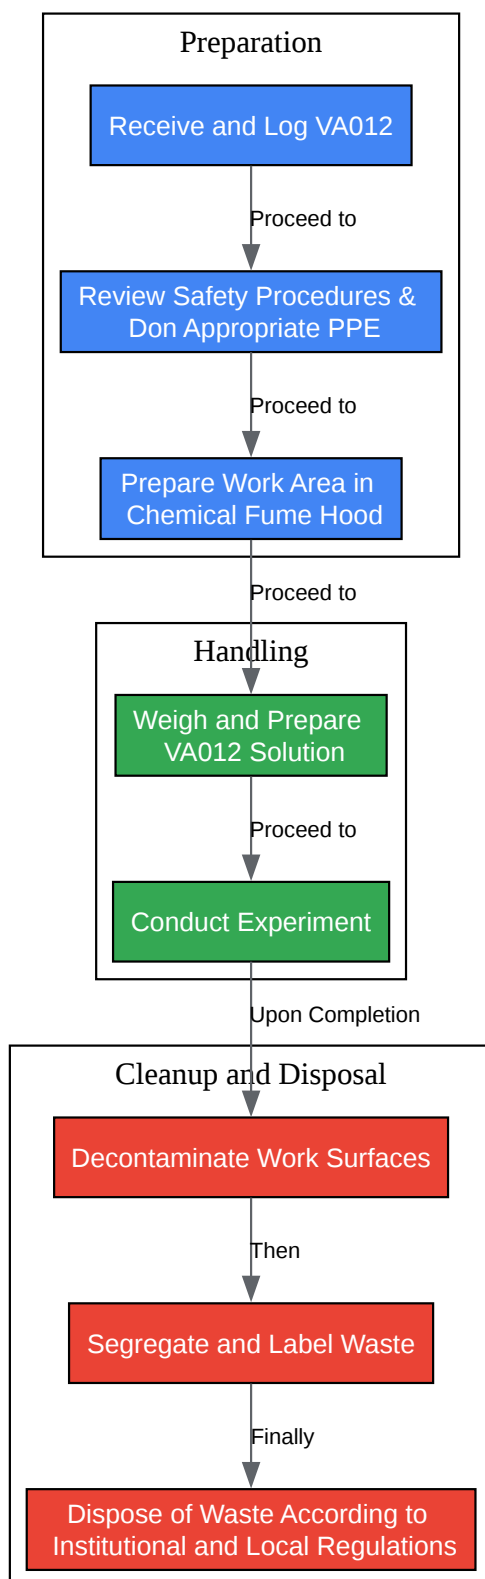 Preparation
Receive and Log VA012
Proceed to
Review Safety Procedures &
Don Appropriate PPE
Proceed to
Prepare Work Area in
Chemical Fume Hood
Proceed to
Handling
Weigh and Prepare
VA012 Solution
Proceed to
Conduct Experiment
Upon Completion
Cleanup and Disposal
Decontaminate Work Surfaces
Then
Segregate and Label Waste
Finally
Dispose of Waste According to
Institutional and Local Regulations